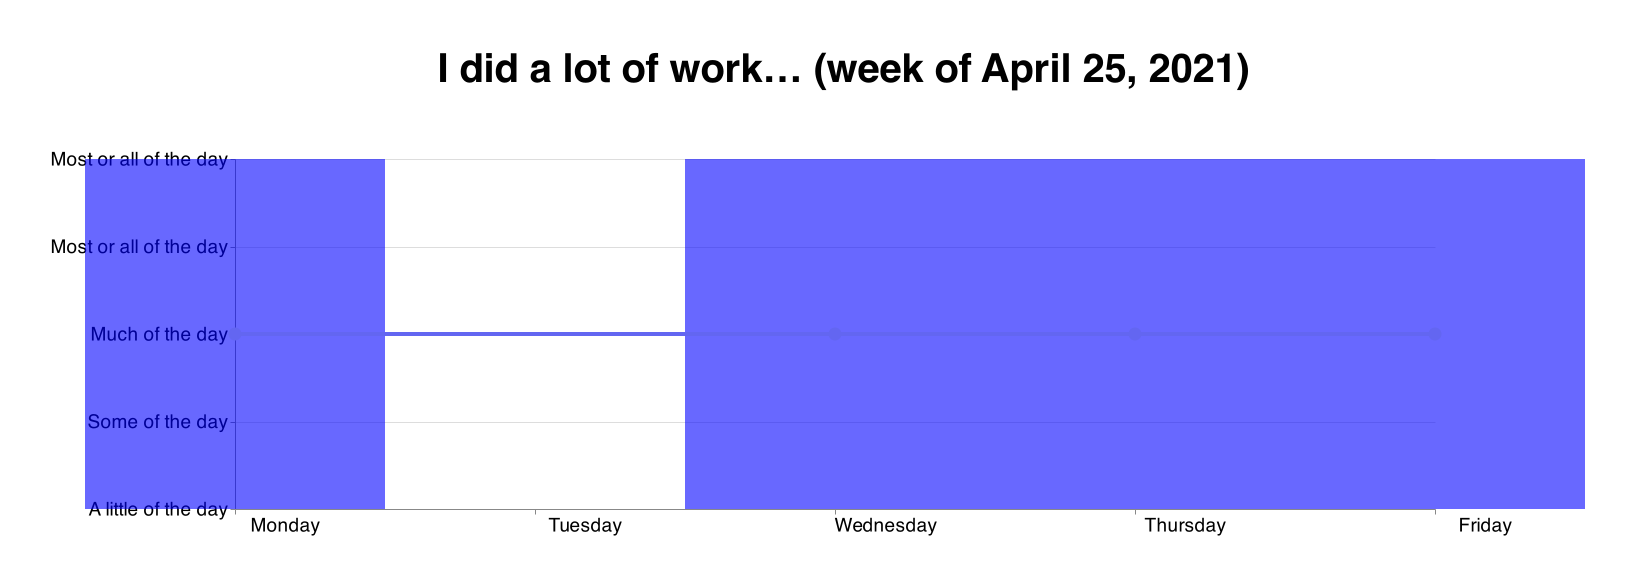 I did a lot of work… (week of April 25, 2021)
Most or all of the day
Most or all of the day
Much of the day
Some of the day
A little of the day
Monday Tuesday Wednesday Thursday Friday